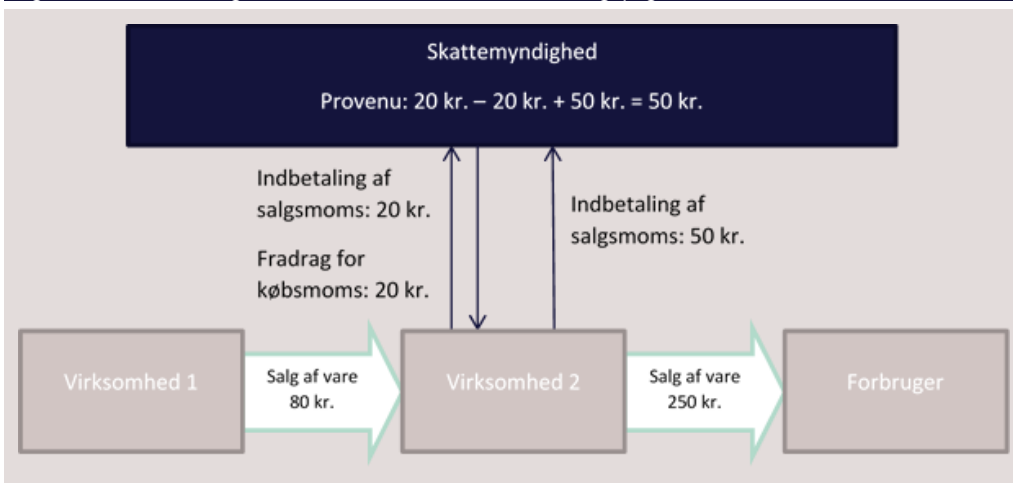 Skattemyndighed
Provenu: 20 kr. – 20 kr. + 50 kr. = 50 kr.
Indbetaling af
salgsmoms: 20 kr.
Fradrag for
købsmoms: 20 kr.
Indbetaling af
salgsmoms: 50 kr.
Virksomhed 1
Salg af vare
80 kr.
Virksomhed 2
Salg af vare
250 kr.
Forbruger